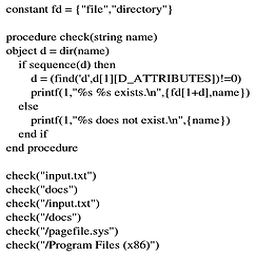 constant fd = {"file","directory"}
procedure check(string name)
object d = dir(name)
if sequence(d) then
d = (find('d',d[1][D_ATTRIBUTES])!=0)
printf(1,"%s %s exists.\n",{fd[1+d],name})
else
printf(1,"%s does not exist.\n",{name})
end if
end procedure
check("input.txt")
check("docs")
check("/input.txt")
check("/docs")
check("/pagefile.sys")
check("/Program Files (x86)")